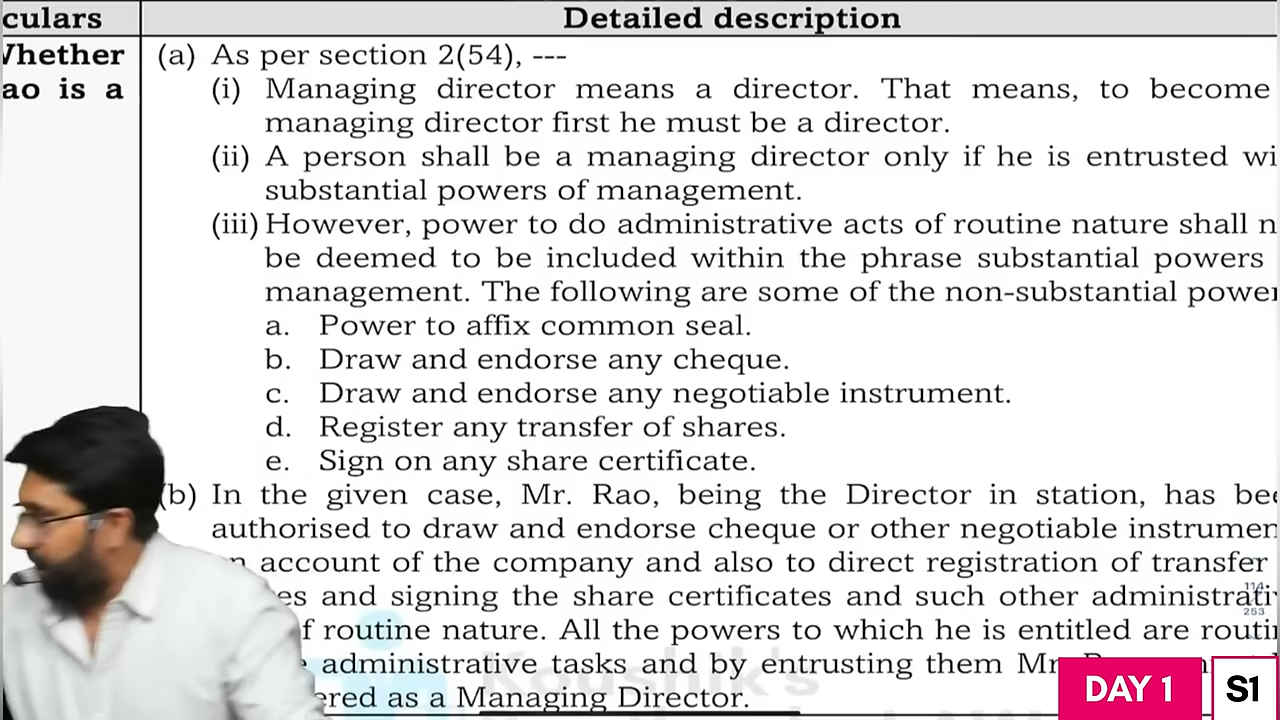 culars Detailed description
Whether (a) As per section 2(54), ---
ao is a (i) Managing director means a director. That means, to become
managing director first he must be a director.
(ii) A person shall be a managing director only if he is entrusted wi
substantial powers of management.
(iii) However, power to do administrative acts of routine nature shall n
be deemed to be included within the phrase substantial powers
management. The following are some of the non-substantial power
a. Power to affix common seal.
b. Draw and endorse any cheque.
c. Draw and endorse any negotiable instrument.
d. Register any transfer of shares.
e. Sign on any share certificate.
(b) In the given case, Mr. Rao, being the Director in station, has bee
authorised to draw and endorse cheque or other negotiable instrumen
n account of the company and also to direct registration of transfer
es and signing the share certificates and such other administrati
114
253
f routine nature. All the powers to which he is entitled are routi
administrative tasks and by entrusting them Mr
ered as a Managing Director.
Koushik's
DAY 1 S1